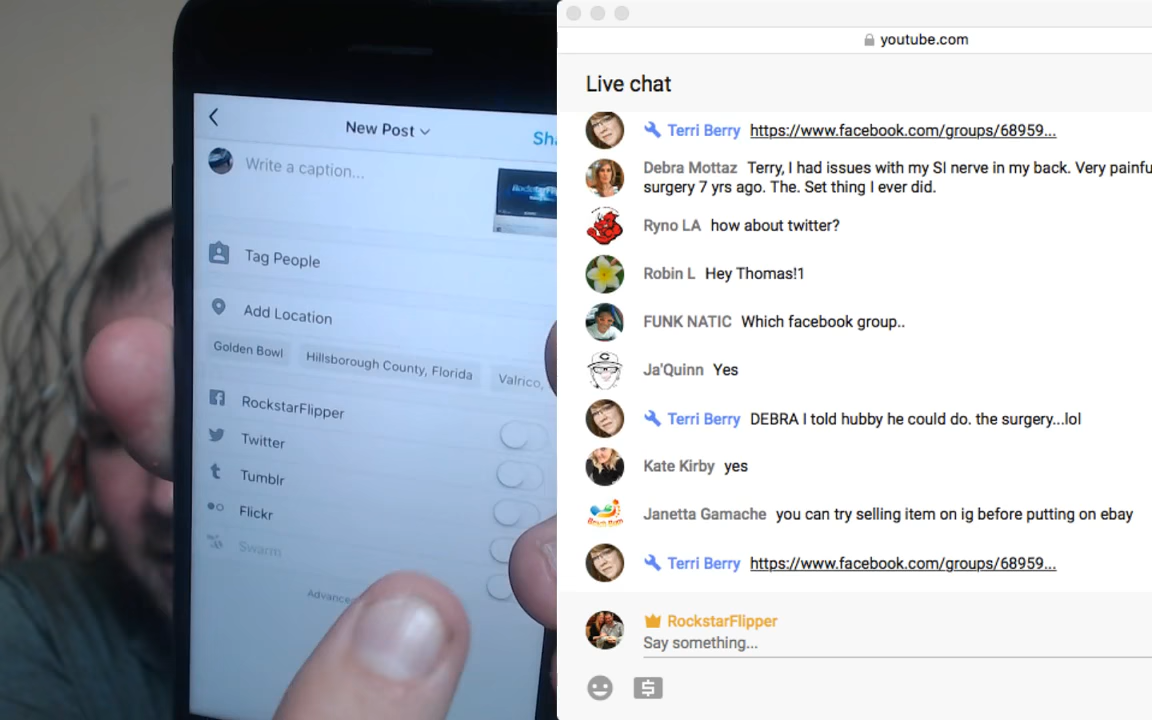 New Post
Sha
Write a caption...
Tag People
Add Location
Golden Bowl
Hillsborough County, Florida
Valrico,
RockstarFlipper
Twitter
Tumblr
Flickr
Swarm
Advance
youtube.com
Live chat
Terri Berry https://www.facebook.com/groups/68959...
Debra Mottaz Terry, I had issues with my SI nerve in my back. Very painfu
surgery 7 yrs ago. The. Set thing I ever did.
Ryno LA how about twitter?
Robin L Hey Thomas!1
FUNK NATIC Which facebook group..
Ja'Quinn Yes
Terri Berry DEBRA I told hubby he could do. the surgery...lol
Kate Kirby yes
Janetta Gamache you can try selling item on ig before putting on ebay
Terri Berry https://www.facebook.com/groups/68959...
RockstarFlipper
Say something...